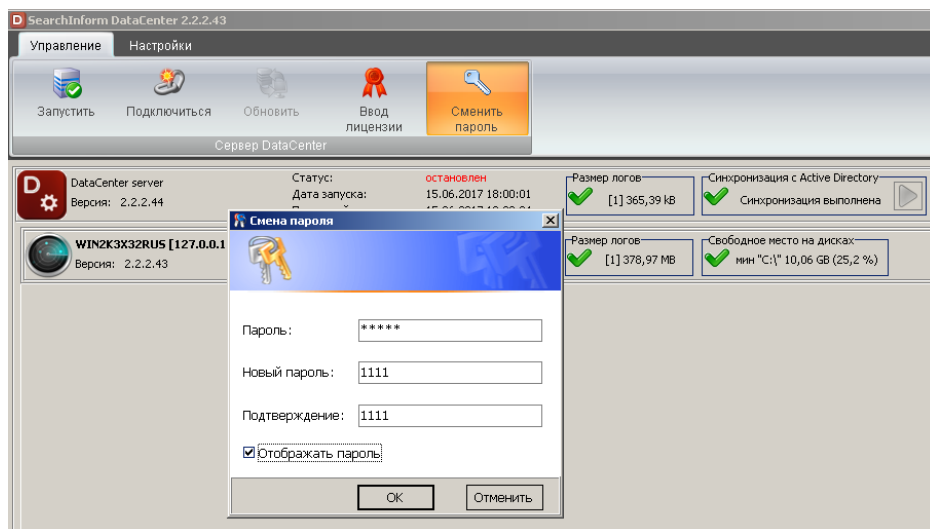 SearchInform DataCenter 2.2.2.43
Управление Настройки
Запустить Подключиться Обновить Ввод лицензии Сменить пароль
Сервер DataCenter
DataCenter server
Версия: 2.2.2.44
Статус: остановлен
Дата запуска: 15.06.2017 18:00:01
Размер логов
[1] 365,39 kB
Синхронизация с Active Directory
Синхронизация выполнена
WIN2K3X32RUS [127.0.0.1
Версия: 2.2.2.43
Размер логов
[1] 378,97 MB
Свободное место на дисках
мин "C:\" 10,06 GB (25,2 %)
Смена пароля
Пароль: *****
Новый пароль: 1111
Подтверждение: 1111
Отображать пароль
OK Отменить